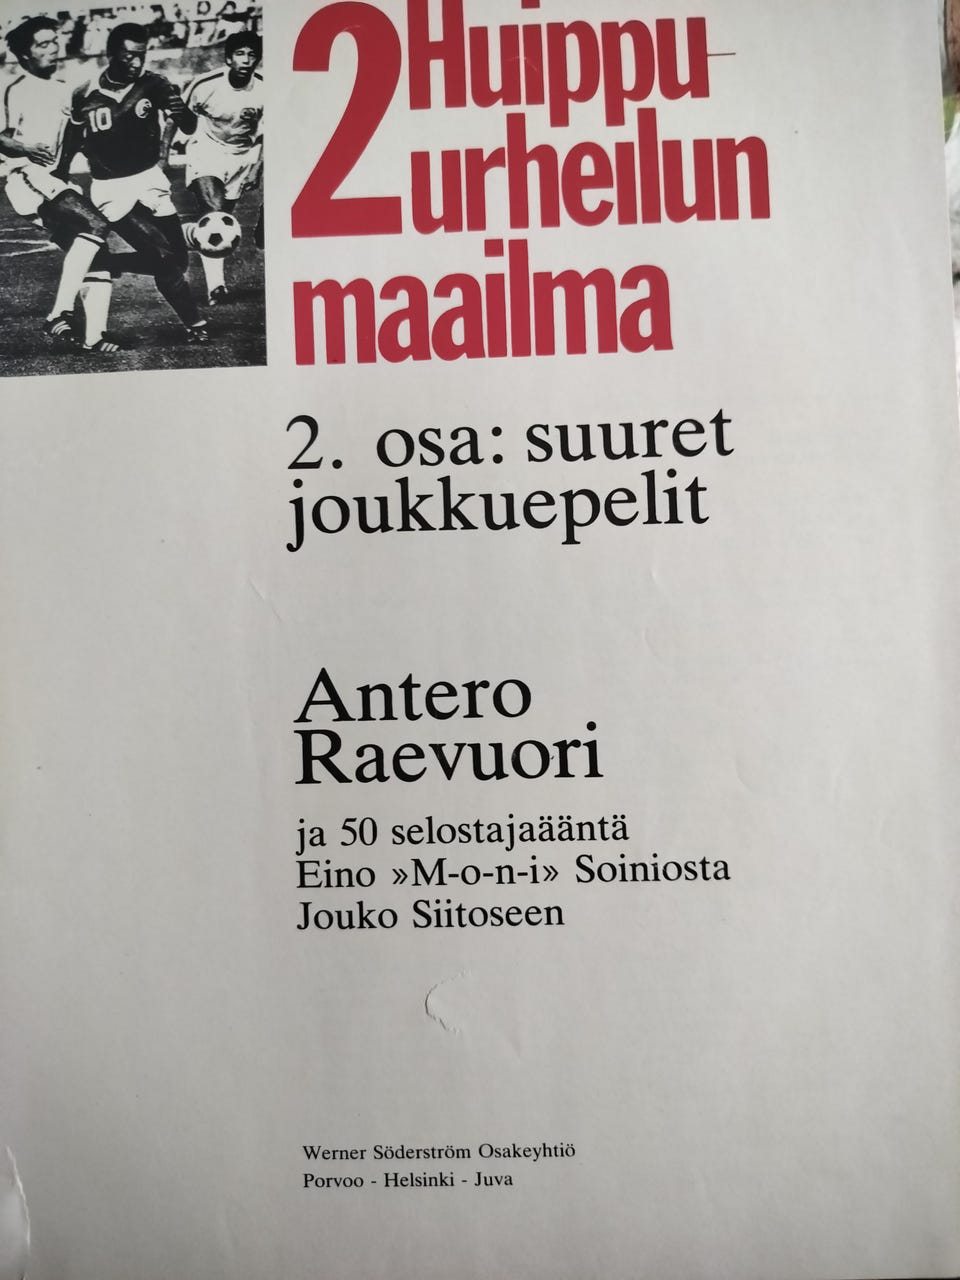 2 Huippu-
urheilun
maailma
2. osa: suuret
joukkuepelit
Antero
Raevuori
ja 50 selostajaääntä
Eino »M-o-n-i» Soiniosta
Jouko Siitoseen
Werner Söderström Osakeyhtiö
Porvoo - Helsinki - Juva
10